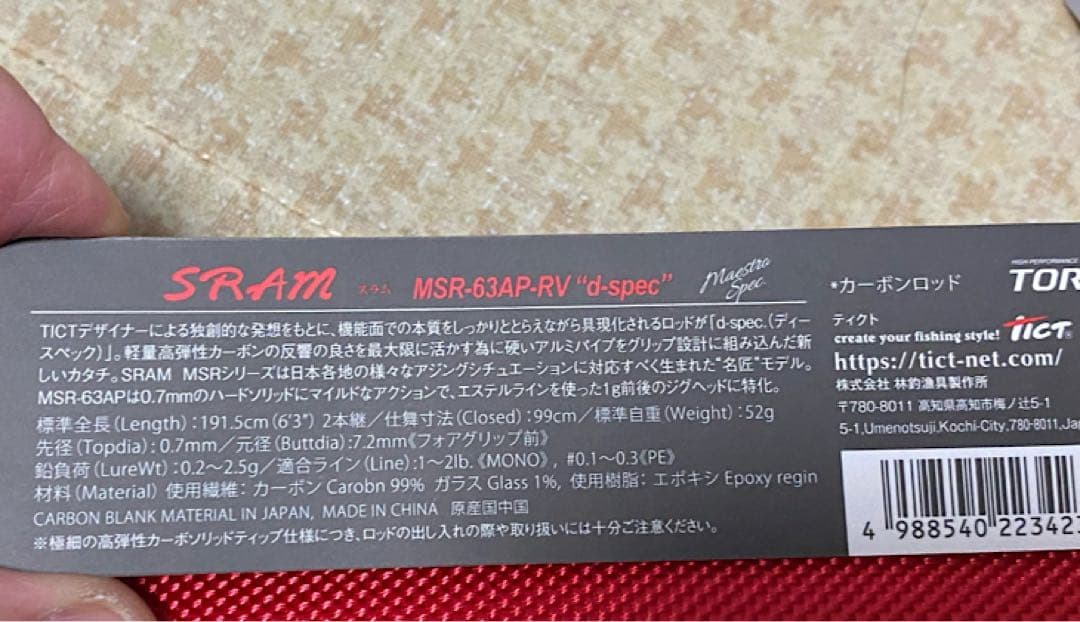 SRAM スラム MSR-63AP-RV "d-spec" Maestro Spec.
TICTデザイナーによる独創的な発想をもとに、機能面での本質をしっかりととらえながら具現化されるロッドが「d-spec.(ディー
スペック)」。軽量高弾性カーボンの反響の良さを最大限に活かす為に硬いアルミパイプをグリップ設計に組み込んだ新
しいカタチ。SRAM MSRシリーズは日本各地の様々なアジングシチュエーションに対応すべく生まれた"名匠"モデル。
MSR-63APは0.7mmのハードソリッドにマイルドなアクションで、エステルラインを使った1g前後のジグヘッドに特化。
標準全長(Length):191.5cm(6'3") 2本継/仕舞寸法(Closed):99cm/標準自重(Weight):52g
先径(Topdia):0.7mm/元径(Buttdia):7.2mm《フォアグリップ前》
鉛負荷(LureWt):0.2~2.5g/適合ライン(Line):1~2lb.《MONO》, #0.1~0.3《PE》
材料(Material) 使用繊維:カーボン Carobn 99% ガラス Glass 1%, 使用樹脂:エポキシ Epoxy regin
CARBON BLANK MATERIAL IN JAPAN, MADE IN CHINA 原産国中国
※極細の高弾性カーボンソリッドティップ仕様につき、ロッドの出し入れの際や取り扱いには十分ご注意ください。
*カーボンロッド
HIGH PERFORMANCE
TOR
ティクト
create your fishing style! TICT
https://tict-net.com/
株式会社 林釣漁具製作所
〒780-8011 高知県高知市梅ノ辻5-1
5-1,Umenotsuji,Kochi-City,780-8011,Jap
4 988540 223421